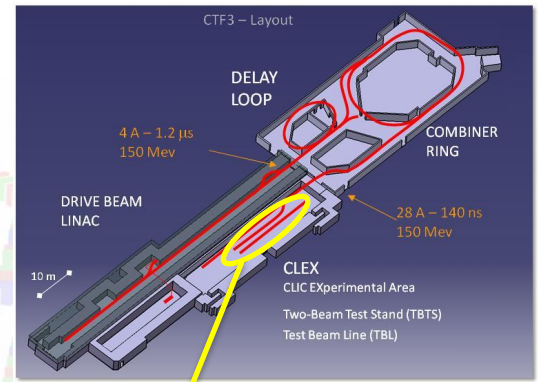 CTF3 – Layout
DELAY
LOOP
4 A – 1.2 μs
150 Mev
COMBINER
RING
DRIVE BEAM
LINAC
28 A – 140 ns
150 Mev
10 m
CLEX
CLIC EXperimental Area
Two-Beam Test Stand (TBTS)
Test Beam Line (TBL)